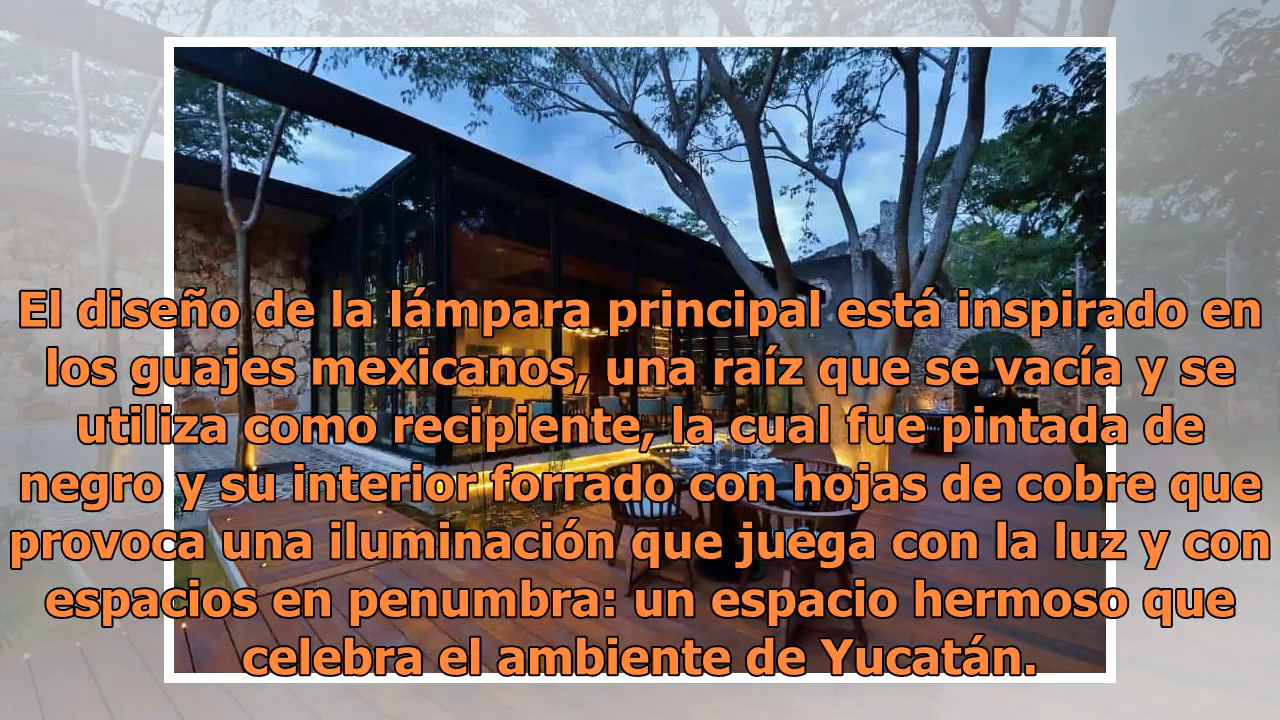 El diseño de la lámpara principal está inspirado en
los guajes mexicanos, una raíz que se vacía y se
utiliza como recipiente, la cual fue pintada de
negro y su interior forrado con hojas de cobre que
provoca una iluminación que juega con la luz y con
espacios en penumbra: un espacio hermoso que
celebra el ambiente de Yucatán.